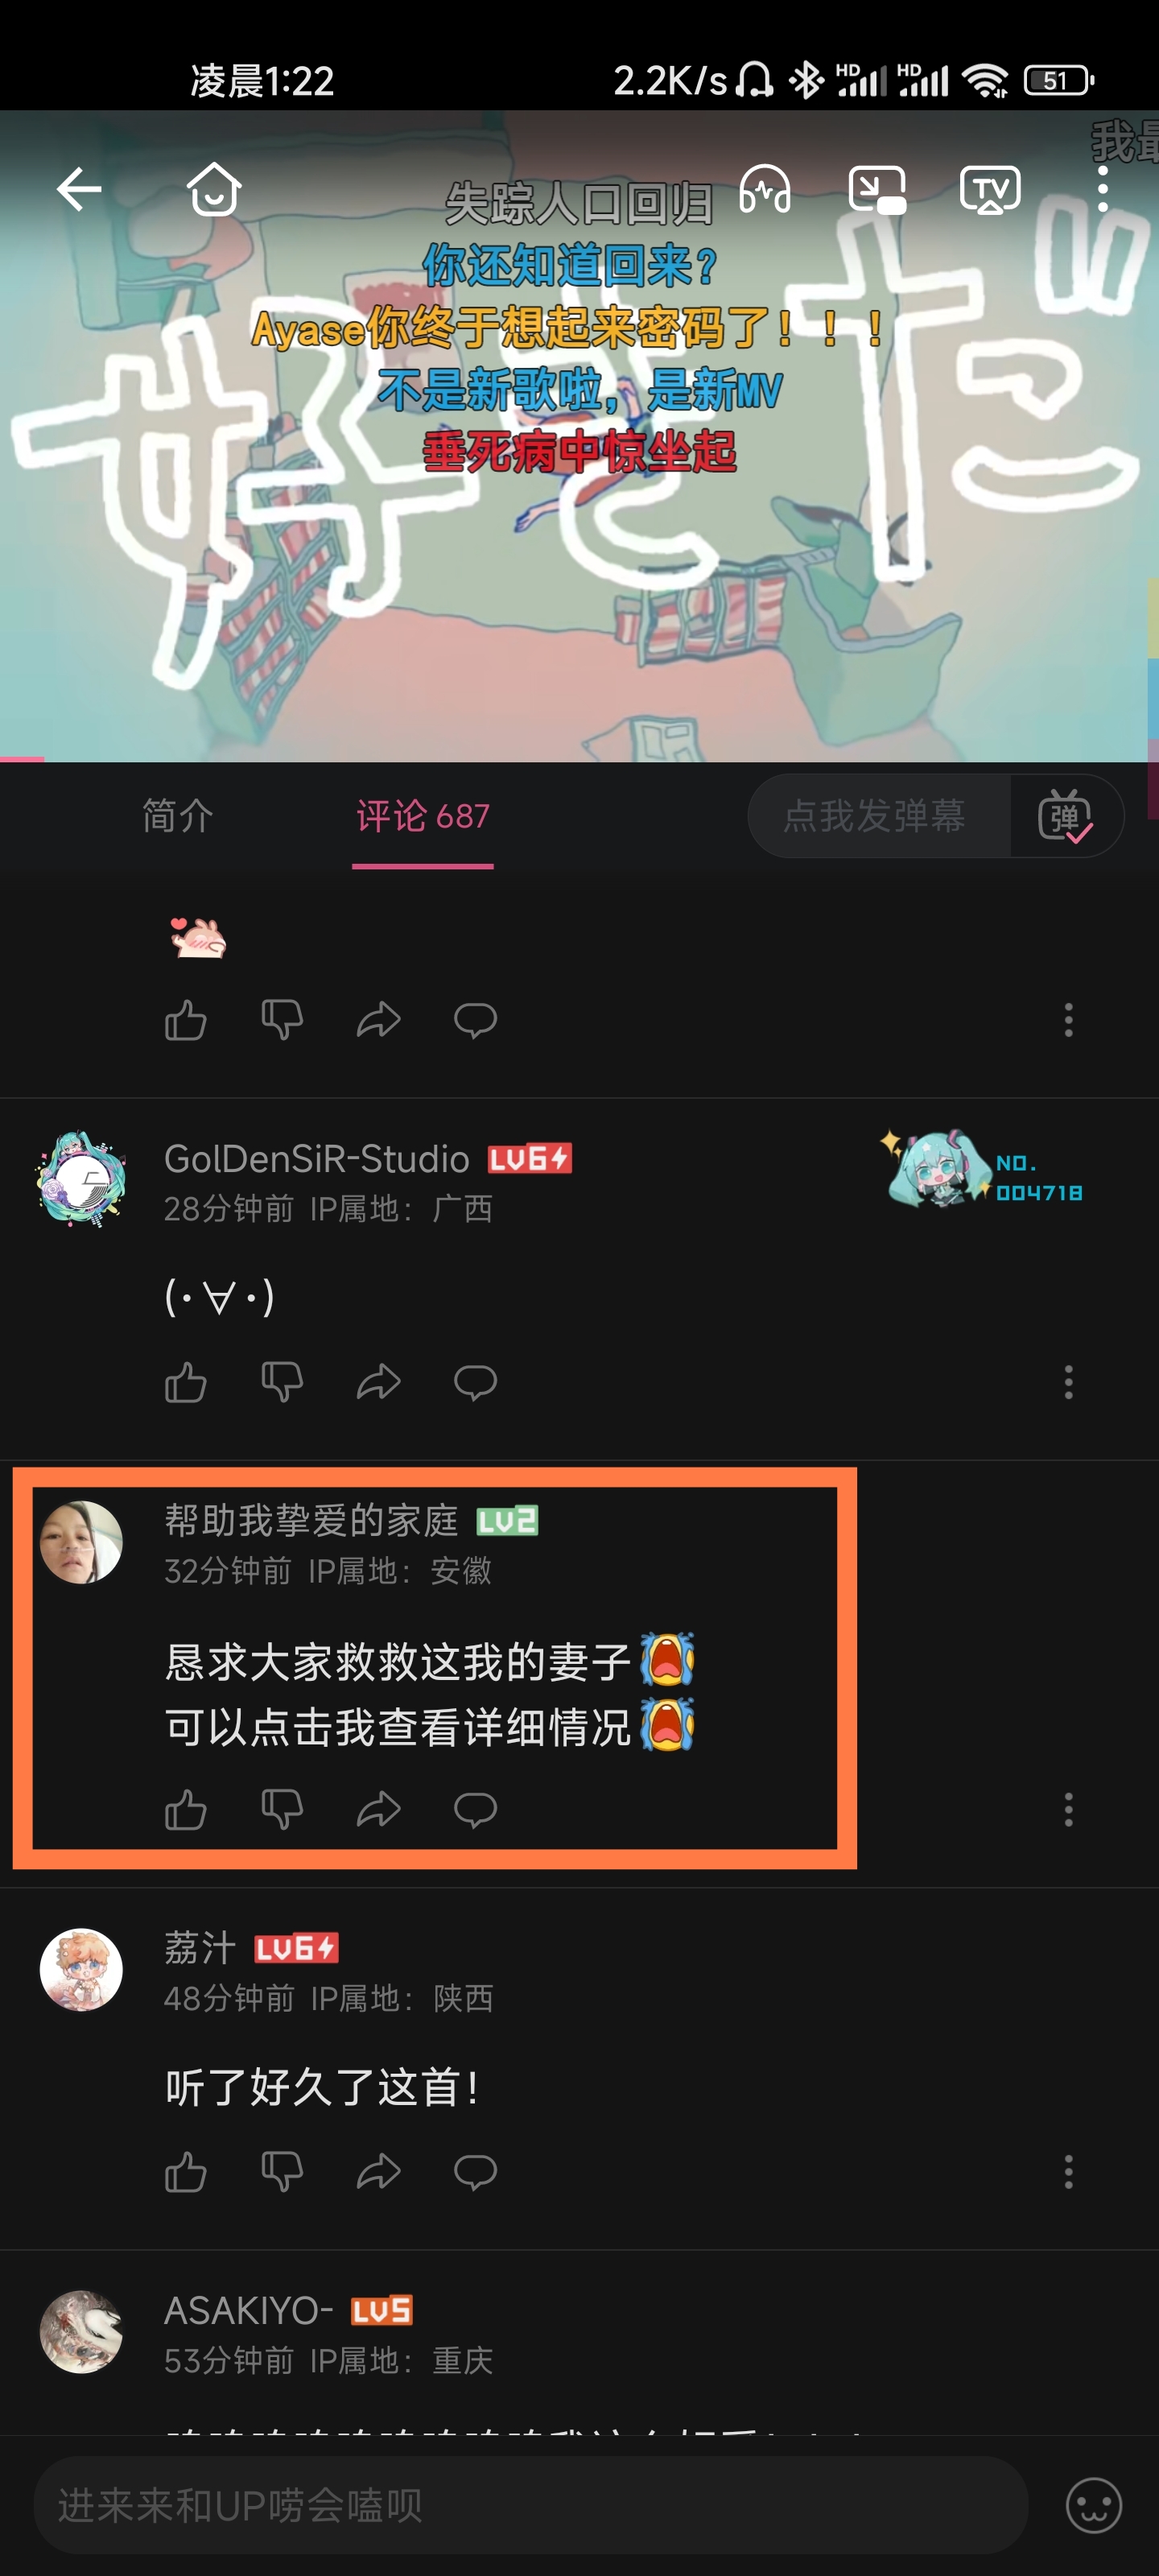 凌晨1:22
2.2K/s
HD
HD
51
我最
TV
失踪人口回归
你还知道回来？
Ayase你终于想起来密码了！！！
不是新歌啦，是新MV
垂死病中惊坐起
好きだ
简介
评论 687
点我发弹幕
弹
GolDenSiR-Studio LV6
NO.
004718
28分钟前 IP属地：广西
(·∀·)
帮助我挚爱的家庭 LV2
32分钟前 IP属地：安徽
恳求大家救救这我的妻子
可以点击我查看详细情况
荔汁 LV6
48分钟前 IP属地：陕西
听了好久了这首！
ASAKIYO- LV5
53分钟前 IP属地：重庆
进来来和UP唠会嗑呗